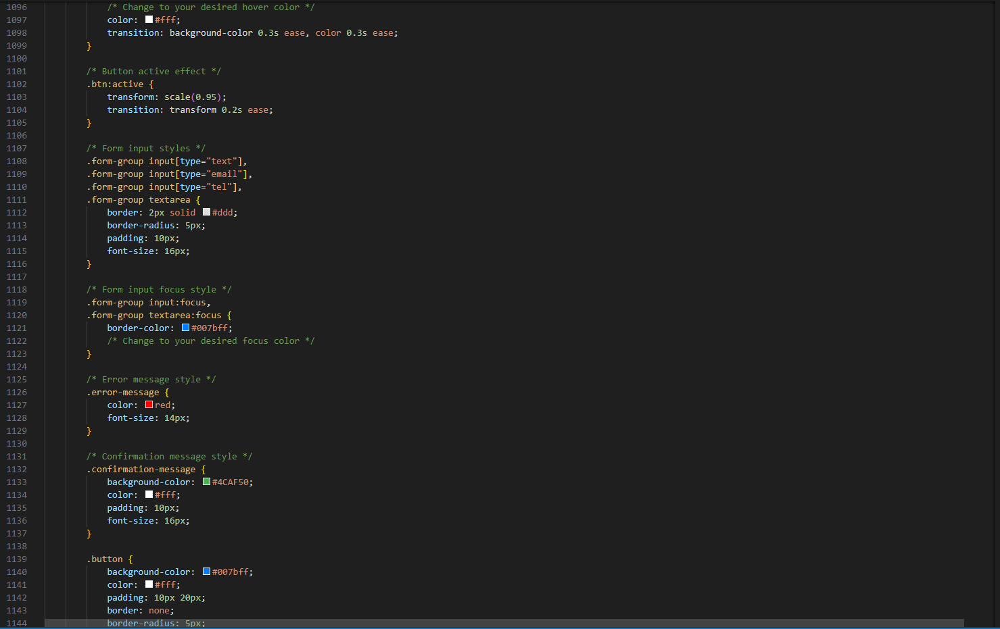 1096 /* Change to your desired hover color */
1097 color: #fff;
1098 transition: background-color 0.3s ease, color 0.3s ease;
1099 }
1100
1101 /* Button active effect */
1102 .btn:active {
1103 transform: scale(0.95);
1104 transition: transform 0.2s ease;
1105 }
1106
1107 /* Form input styles */
1108 .form-group input[type="text"],
1109 .form-group input[type="email"],
1110 .form-group input[type="tel"],
1111 .form-group textarea {
1112 border: 2px solid #ddd;
1113 border-radius: 5px;
1114 padding: 10px;
1115 font-size: 16px;
1116 }
1117
1118 /* Form input focus style */
1119 .form-group input:focus,
1120 .form-group textarea:focus {
1121 border-color: #007bff;
1122 /* Change to your desired focus color */
1123 }
1124
1125 /* Error message style */
1126 .error-message {
1127 color: red;
1128 font-size: 14px;
1129 }
1130
1131 /* Confirmation message style */
1132 .confirmation-message {
1133 background-color: #4CAF50;
1134 color: #fff;
1135 padding: 10px;
1136 font-size: 16px;
1137 }
1138
1139 .button {
1140 background-color: #007bff;
1141 color: #fff;
1142 padding: 10px 20px;
1143 border: none;
1144 border-radius: 5px;